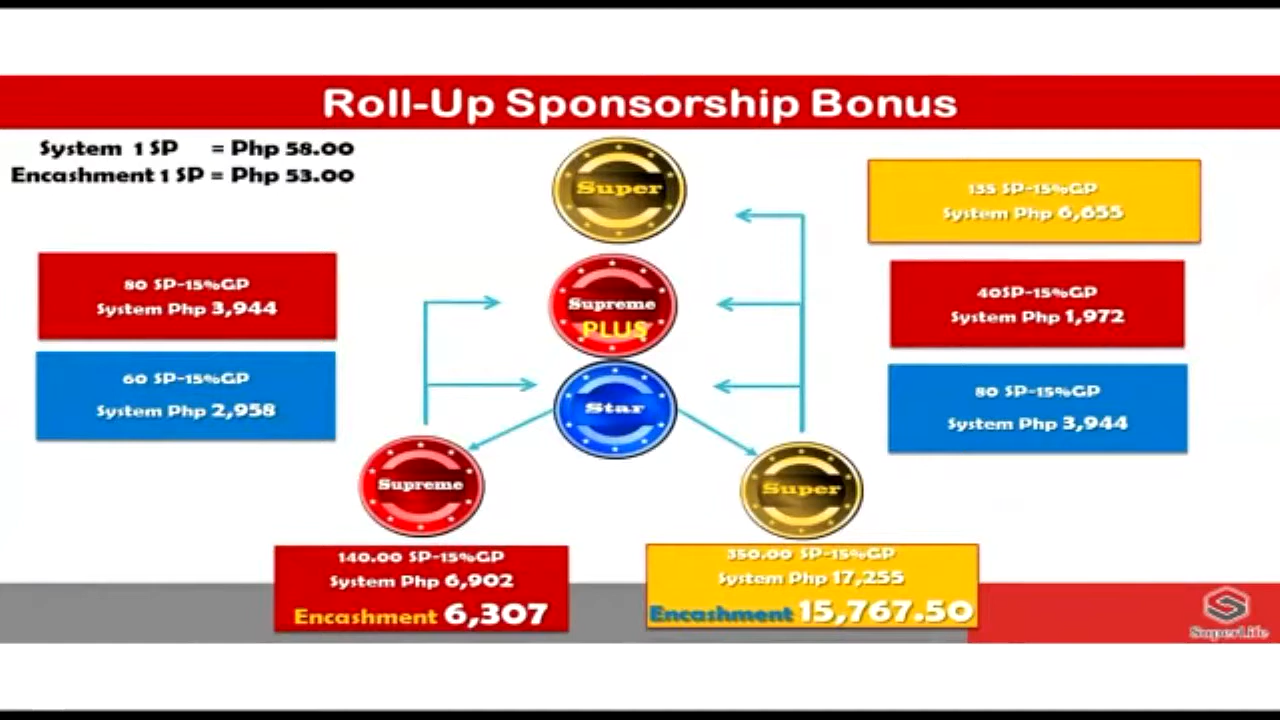 Roll-Up Sponsorship Bonus
System 1 SP = Php 58.00
Encashment 1 SP = Php 53.00
Super
135 SP-15%GP
System Php 6,655
80 SP-15%GP
System Php 3,944
Supreme
PLUS
40SP-15%GP
System Php 1,972
60 SP-15%GP
System Php 2,958
Star
80 SP-15%GP
System Php 3,944
Supreme
Super
140.00 SP-15%GP
System Php 6,902
Encashment 6,307
350.00 SP-15%GP
System Php 17,255
Encashment 15,767.50
SuperLife